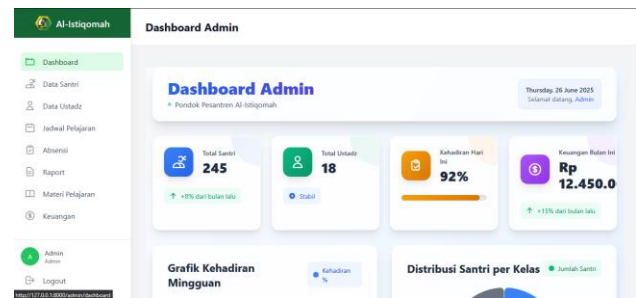 Al-Istiqomah
Dashboard Admin
Dashboard
Data Santri
Data Ustadz
Jadwal Pelajaran
Absensi
Raport
Materi Pelajaran
Keuangan
Admin
Admin
Logout
http://127.0.0.1:8000/admin/dashboard
Dashboard Admin
Pondok Pesantren Al-Istiqomah
Thursday, 26 June 2025
Selamat datang, Admin
Total Santri
245
+8% dari bulan lalu
Total Ustadz
18
Stabil
Kehadiran Hari
Ini
92%
Keuangan Bulan Ini
Rp
12.450.0
+15% dari bulan lalu
Grafik Kehadiran
Mingguan
Kehadiran
%
Distribusi Santri per Kelas
Jumlah Santri